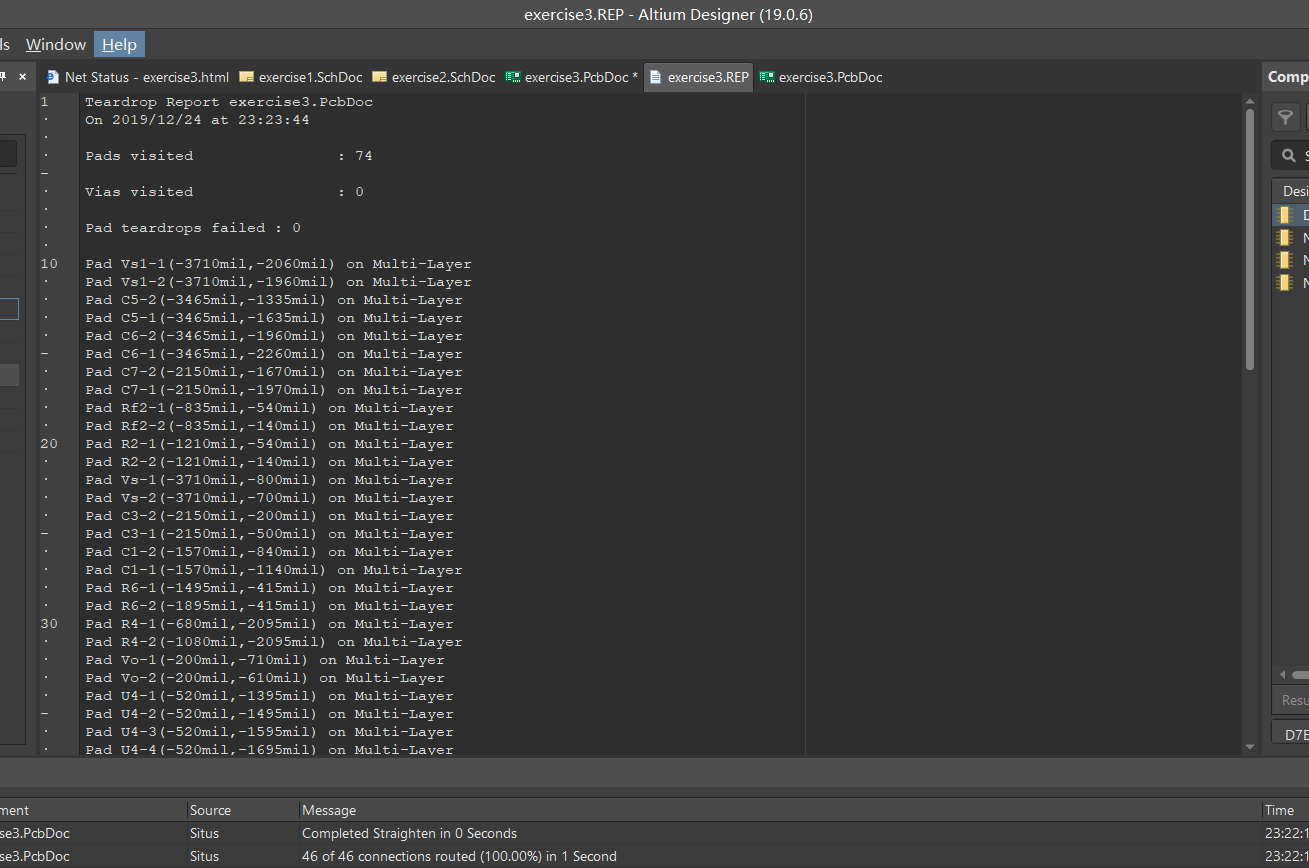 exercise3.REP - Altium Designer (19.0.6)
ls Window Help
× Net Status - exercise3.html exercise1.SchDoc exercise2.SchDoc exercise3.PcbDoc * exercise3.REP exercise3.PcbDoc Comp
1 Teardrop Report exercise3.PcbDoc
On 2019/12/24 at 23:23:44
Pads visited : 74
Vias visited : 0
Pad teardrops failed : 0
10 Pad Vs1-1(-3710mil,-2060mil) on Multi-Layer
Pad Vs1-2(-3710mil,-1960mil) on Multi-Layer
Pad C5-2(-3465mil,-1335mil) on Multi-Layer
Pad C5-1(-3465mil,-1635mil) on Multi-Layer
Pad C6-2(-3465mil,-1960mil) on Multi-Layer
Pad C6-1(-3465mil,-2260mil) on Multi-Layer
Pad C7-2(-2150mil,-1670mil) on Multi-Layer
Pad C7-1(-2150mil,-1970mil) on Multi-Layer
Pad Rf2-1(-835mil,-540mil) on Multi-Layer
Pad Rf2-2(-835mil,-140mil) on Multi-Layer
20 Pad R2-1(-1210mil,-540mil) on Multi-Layer
Pad R2-2(-1210mil,-140mil) on Multi-Layer
Pad Vs-1(-3710mil,-800mil) on Multi-Layer
Pad Vs-2(-3710mil,-700mil) on Multi-Layer
Pad C3-2(-2150mil,-200mil) on Multi-Layer
Pad C3-1(-2150mil,-500mil) on Multi-Layer
Pad C1-2(-1570mil,-840mil) on Multi-Layer
Pad C1-1(-1570mil,-1140mil) on Multi-Layer
Pad R6-1(-1495mil,-415mil) on Multi-Layer
Pad R6-2(-1895mil,-415mil) on Multi-Layer
30 Pad R4-1(-680mil,-2095mil) on Multi-Layer
Pad R4-2(-1080mil,-2095mil) on Multi-Layer
Pad Vo-1(-200mil,-710mil) on Multi-Layer
Pad Vo-2(-200mil,-610mil) on Multi-Layer
Pad U4-1(-520mil,-1395mil) on Multi-Layer
Pad U4-2(-520mil,-1495mil) on Multi-Layer
Pad U4-3(-520mil,-1595mil) on Multi-Layer
Pad U4-4(-520mil,-1695mil) on Multi-Layer
Desi
Resu
D7E
ment Source Message Time
se3.PcbDoc Situs Completed Straighten in 0 Seconds 23:22:1
se3.PcbDoc Situs 46 of 46 connections routed (100.00%) in 1 Second 23:22:1